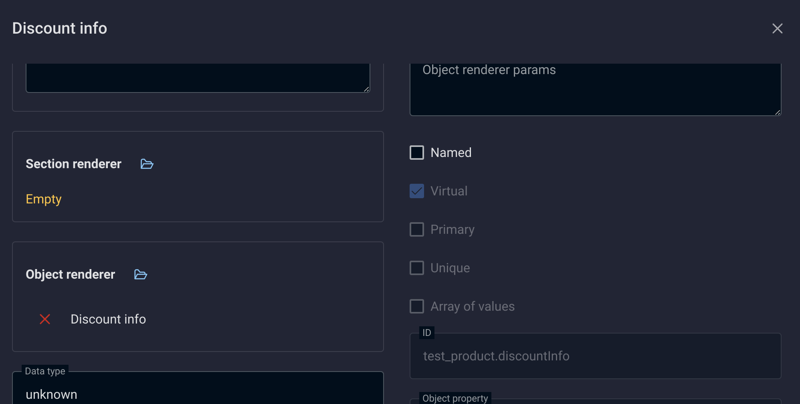 Discount info
Object renderer params
Section renderer
Empty
Object renderer
Discount info
Data type
unknown
Named
Virtual
Primary
Unique
Array of values
ID
test_product.discountInfo
Object property